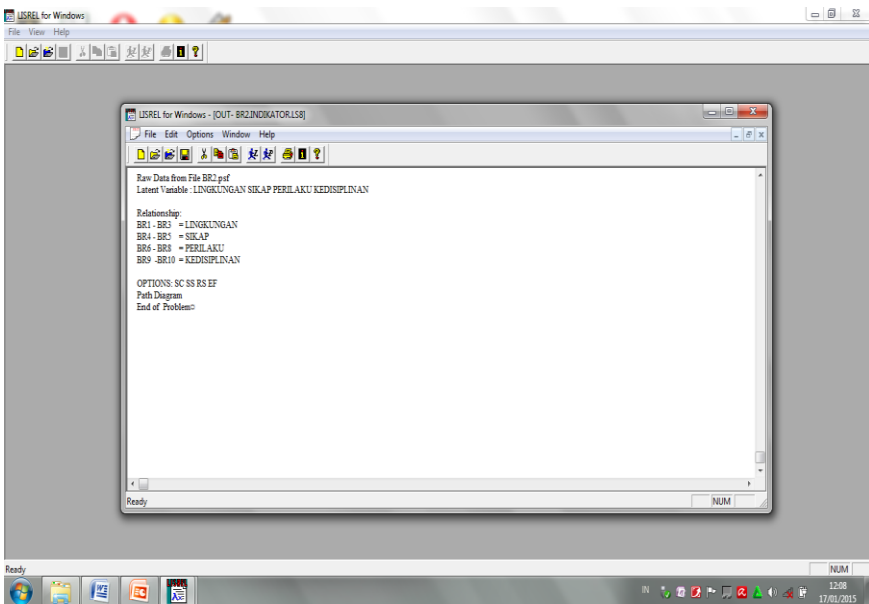 LISREL for Windows
File View Help
LISREL for Windows - [OUT- BR2.INDIKATOR.LS8]
File Edit Options Window Help
Raw Data from File BR2.psf
Latent Variable : LINGKUNGAN SIKAP PERILAKU KEDISIPLINAN
Relationship:
BR1 - BR3 = LINGKUNGAN
BR4 - BR5 = SIKAP
BR6 - BR8 = PERILAKU
BR9 -BR10 = KEDISIPLINAN
OPTIONS: SC SS RS EF
Path Diagram
End of Problem
Ready
NUM
Ready
NUM
IN
12:08
17/01/2015